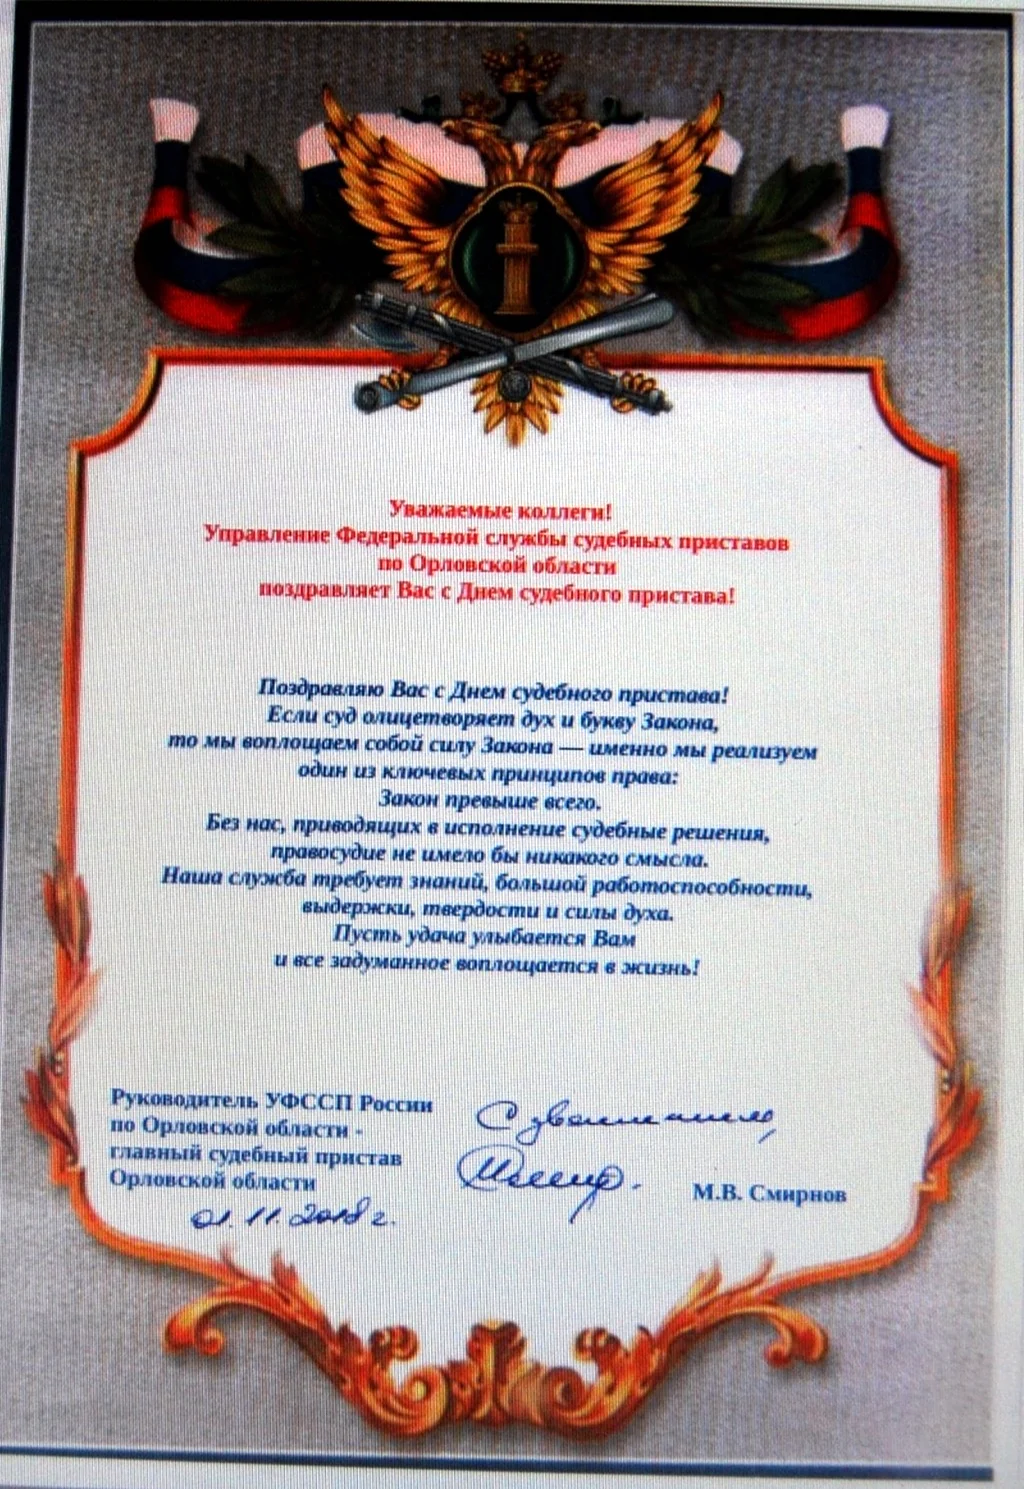 Уважаемые коллеги!
Управление Федеральной службы судебных приставов
по Орловской области
поздравляет Вас с Днем судебного пристава!
Поздравляю Вас с Днем судебного пристава!
Если суд олицетворяет дух и букву Закона,
то мы воплощаем собой силу Закона — именно мы реализуем
один из ключевых принципов права:
Закон превыше всего.
Без нас, приводящих в исполнение судебные решения,
правосудие не имело бы никакого смысла.
Наша служба требует знаний, большой работоспособности,
выдержки, твердости и силы духа.
Пусть удача улыбается Вам
и все задуманное воплощается в жизнь!
Руководитель УФССП России
по Орловской области -
главный судебный пристав
Орловской области
С уважением,
М.В. Смирнов
01.11.2018 г.